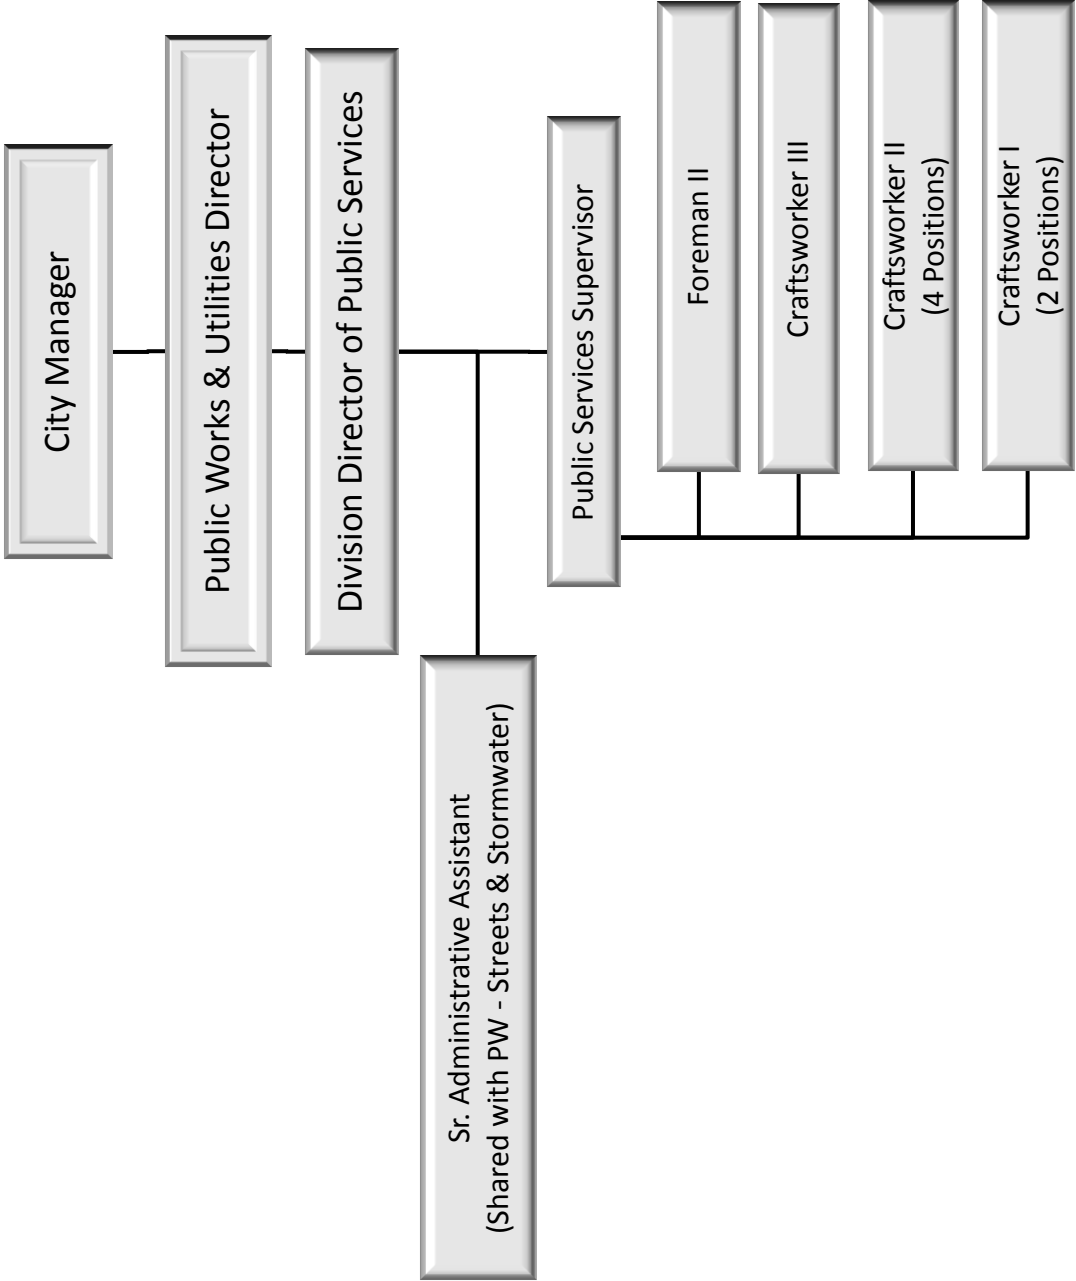 City Manager
Public Works & Utilities Director
Division Director of Public Services
Sr. Administrative Assistant
(Shared with PW - Streets & Stormwater)
Public Services Supervisor
Foreman II
Craftsworker III
Craftsworker II
(4 Positions)
Craftsworker I
(2 Positions)